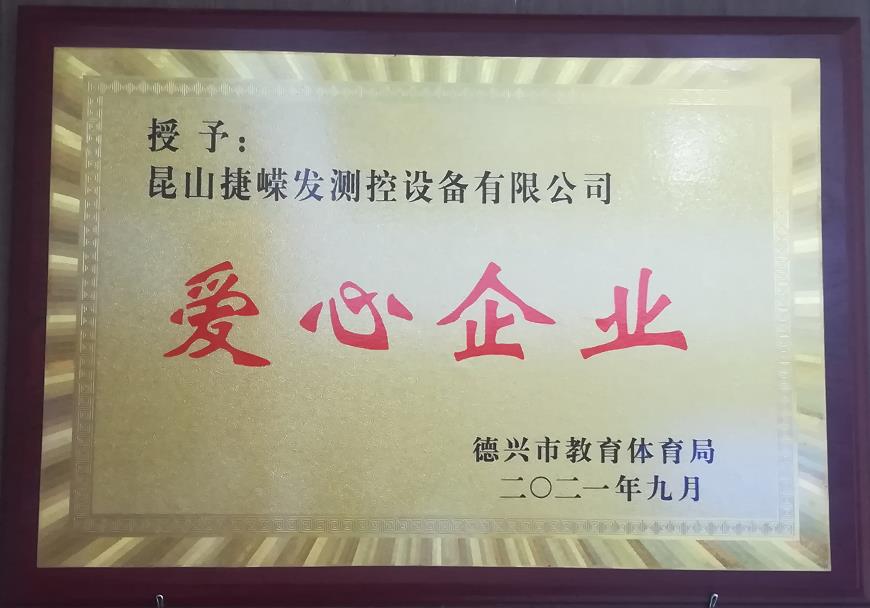 授予：
昆山捷嵘发测控设备有限公司
爱心企业
德兴市教育体育局
二〇二一年九月